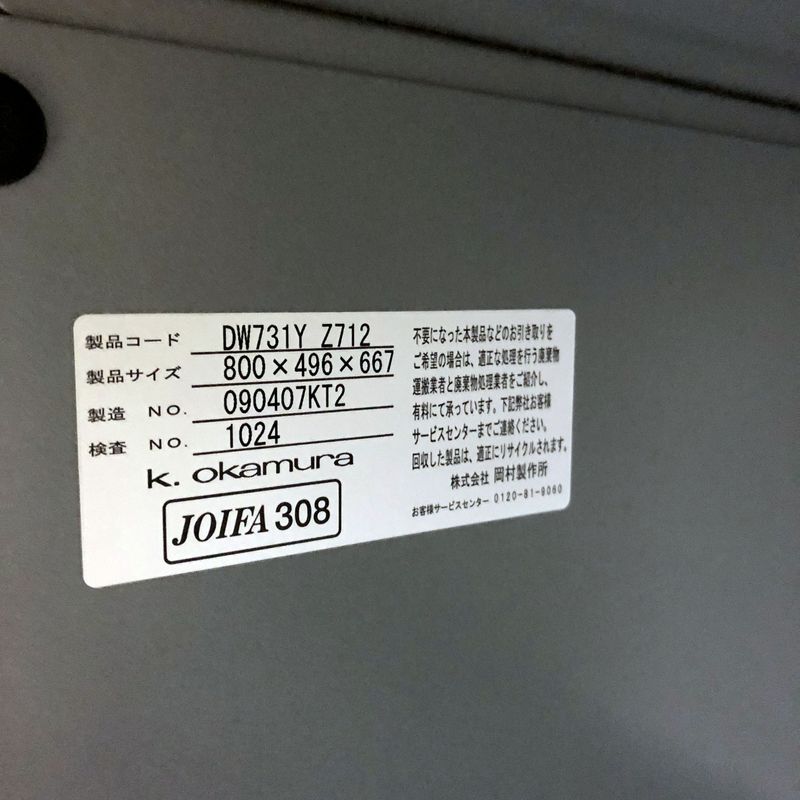 製品コード DW731Y Z712
製品サイズ 800×496×667
製造 NO. 090407KT2
検査 NO. 1024
k. okamura
JOIFA 308
不要になった本製品などのお引き取りを
ご希望の場合は、適正な処理を行う廃棄物
運搬業者と廃棄物処理業者をご紹介し、
有料にて承っています。下記弊社お客様
サービスセンターまでご連絡ください。
回収した製品は、適正にリサイクルされます。
株式会社 岡村製作所
お客様サービスセンター 0120-81-9060